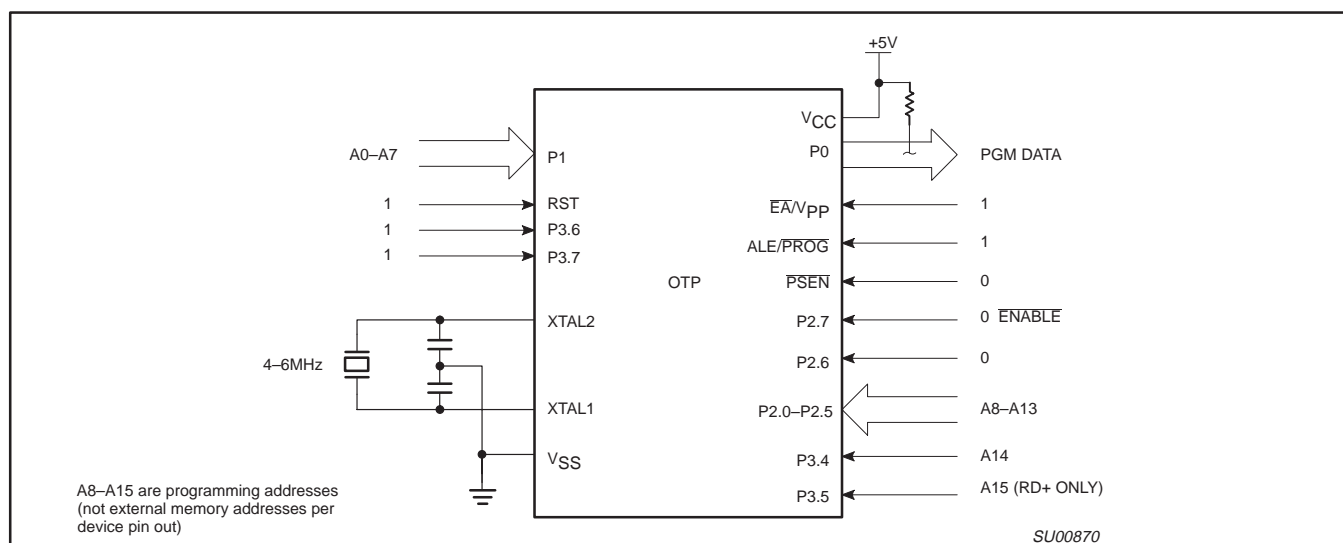 +5V
VCC
A0–A7
P1
P0
PGM DATA
1
RST
EA/VPP
1
1
P3.6
ALE/PROG
1
1
P3.7
OTP
PSEN
0
XTAL2
P2.7
0 ENABLE
4–6MHz
P2.6
0
XTAL1
P2.0–P2.5
A8–A13
VSS
P3.4
A14
P3.5
A15 (RD+ ONLY)
A8–A15 are programming addresses
(not external memory addresses per
device pin out)
SU00870